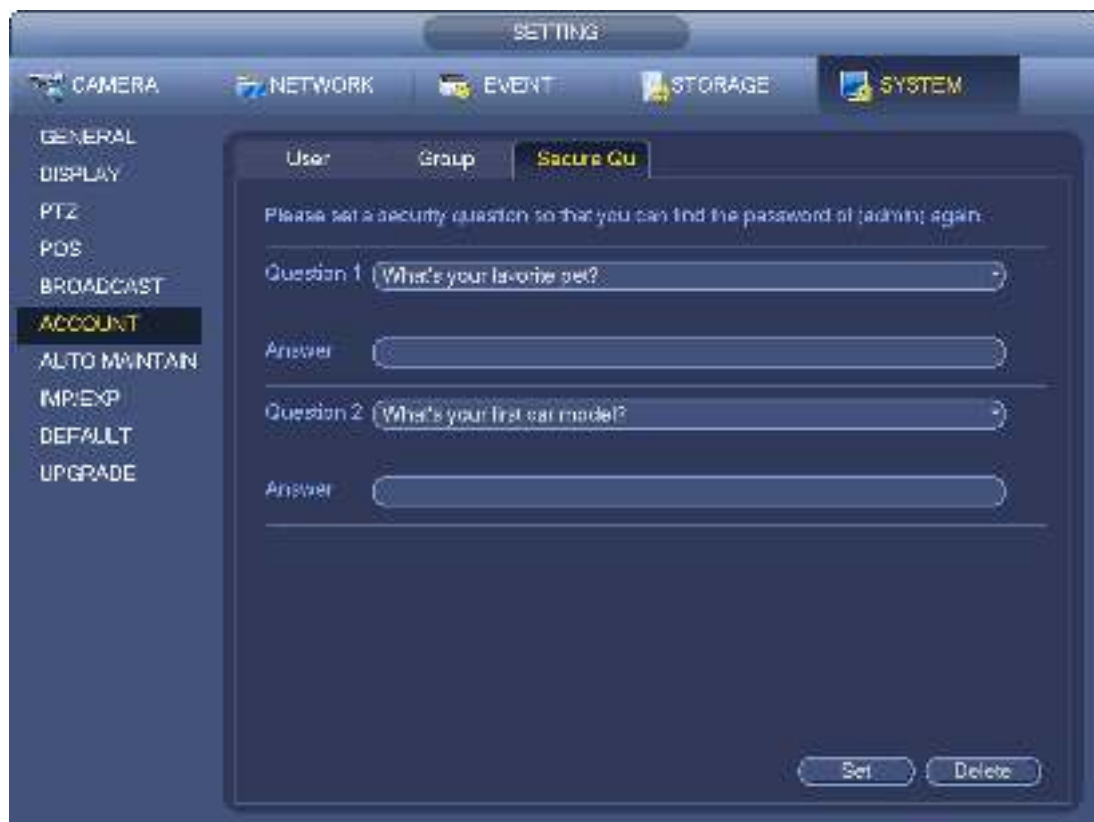 SETTING
CAMERA NETWORK EVENT STORAGE SYSTEM
GENERAL
DISPLAY
PTZ
POS
BROADCAST
ACCOUNT
AUTO MAINTAIN
IMP/EXP
DEFAULT
UPGRADE
User Group Secure Qu
Please set a security question so that you can find the password of (admin) again.
Question 1 What's your favorite pet?
Answer
Question 2 What's your first car model?
Answer
Set Delete